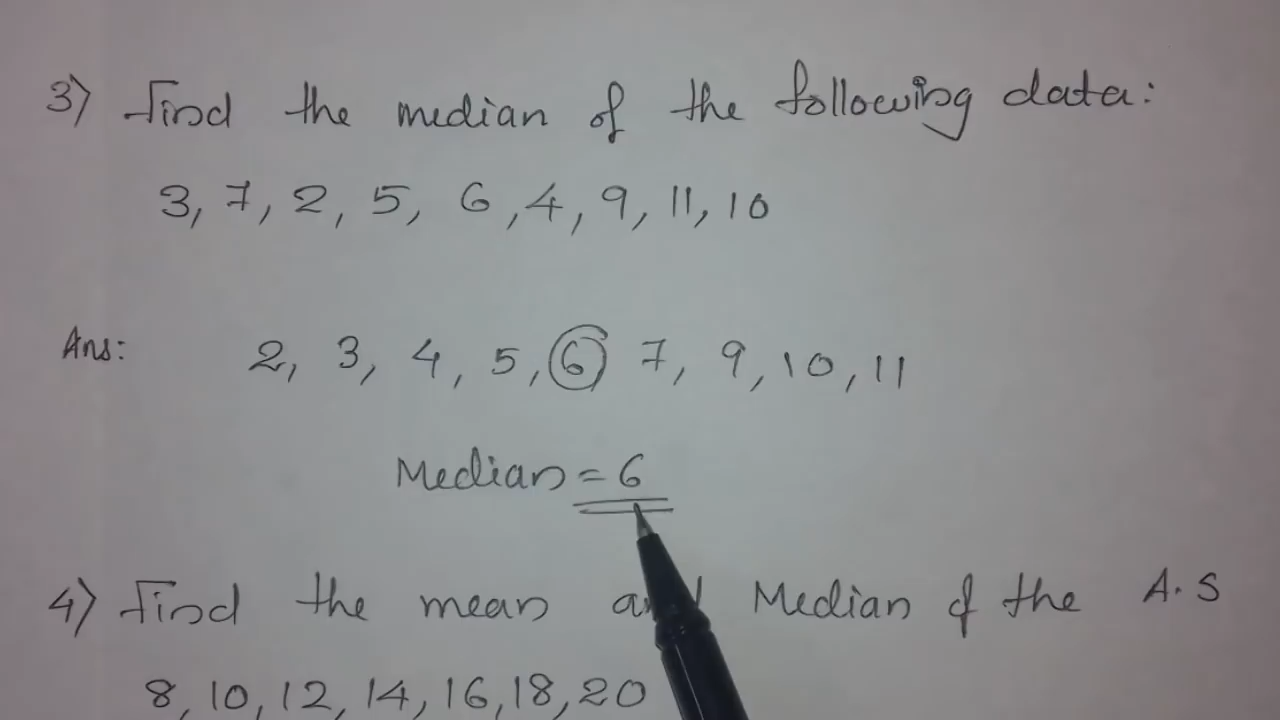 3) Find the median of the following data:
3, 7, 2, 5, 6, 4, 9, 11, 10
Ans: 2, 3, 4, 5, 6 7, 9, 10, 11
Median = 6
4) Find the mean and Median of the A.S
8, 10, 12, 14, 16, 18, 20